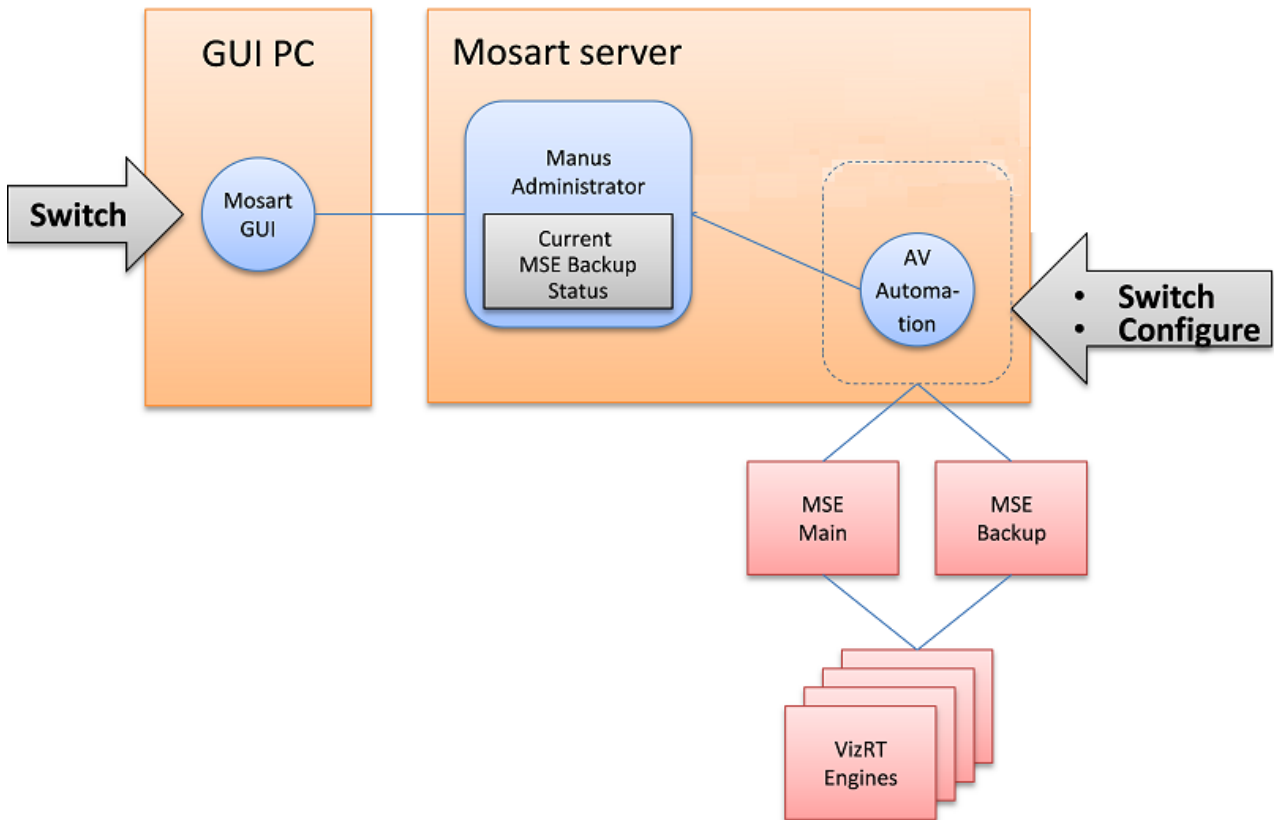 GUI PC
Mosart server
Switch
Mosart
GUI
Manus
Administrator
Current
MSE Backup
Status
AV
Automa-
tion
• Switch
• Configure
MSE
Main
MSE
Backup
VizRT
Engines